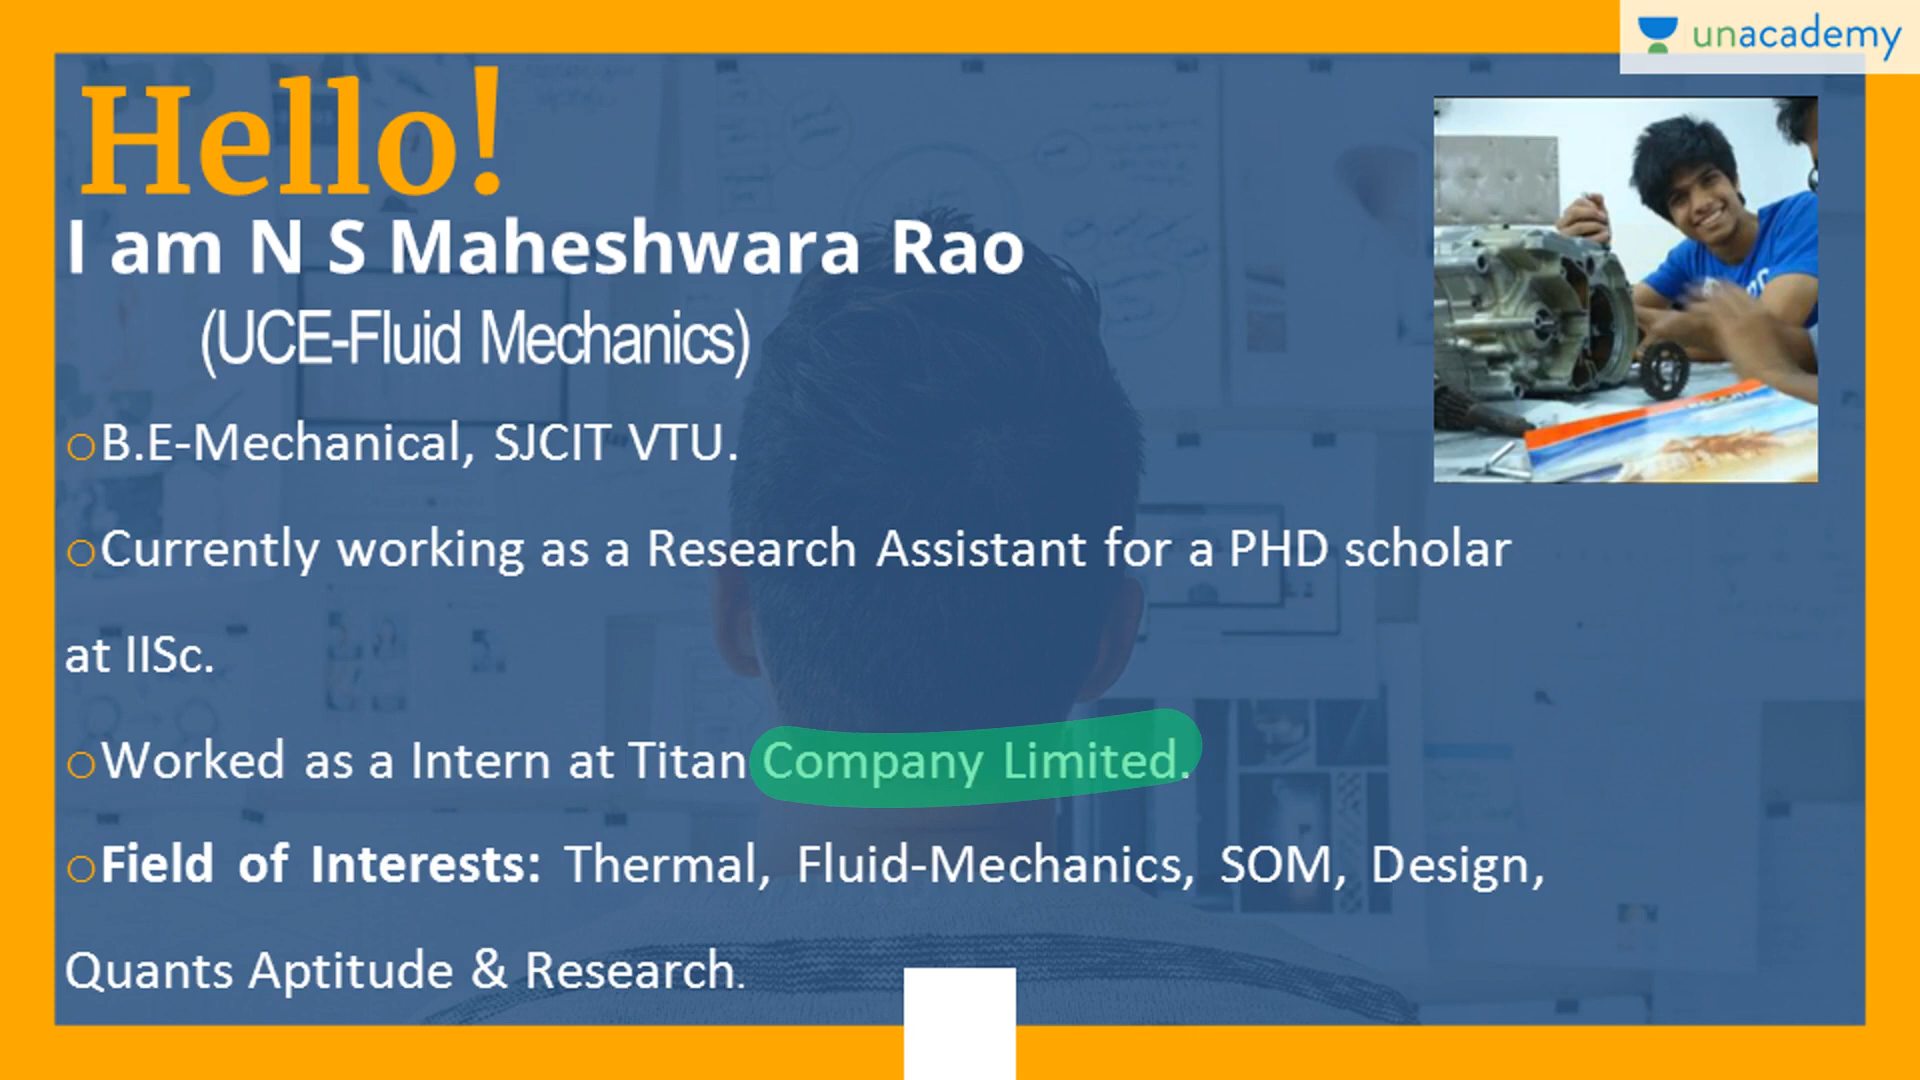 unacademy
Hello!
I am N S Maheshwara Rao
(UCE-Fluid Mechanics)
○B.E-Mechanical, SJCIT VTU.
○Currently working as a Research Assistant for a PHD scholar
at IISc.
○Worked as a Intern at Titan Company Limited.
○Field of Interests: Thermal, Fluid-Mechanics, SOM, Design,
Quants Aptitude & Research.